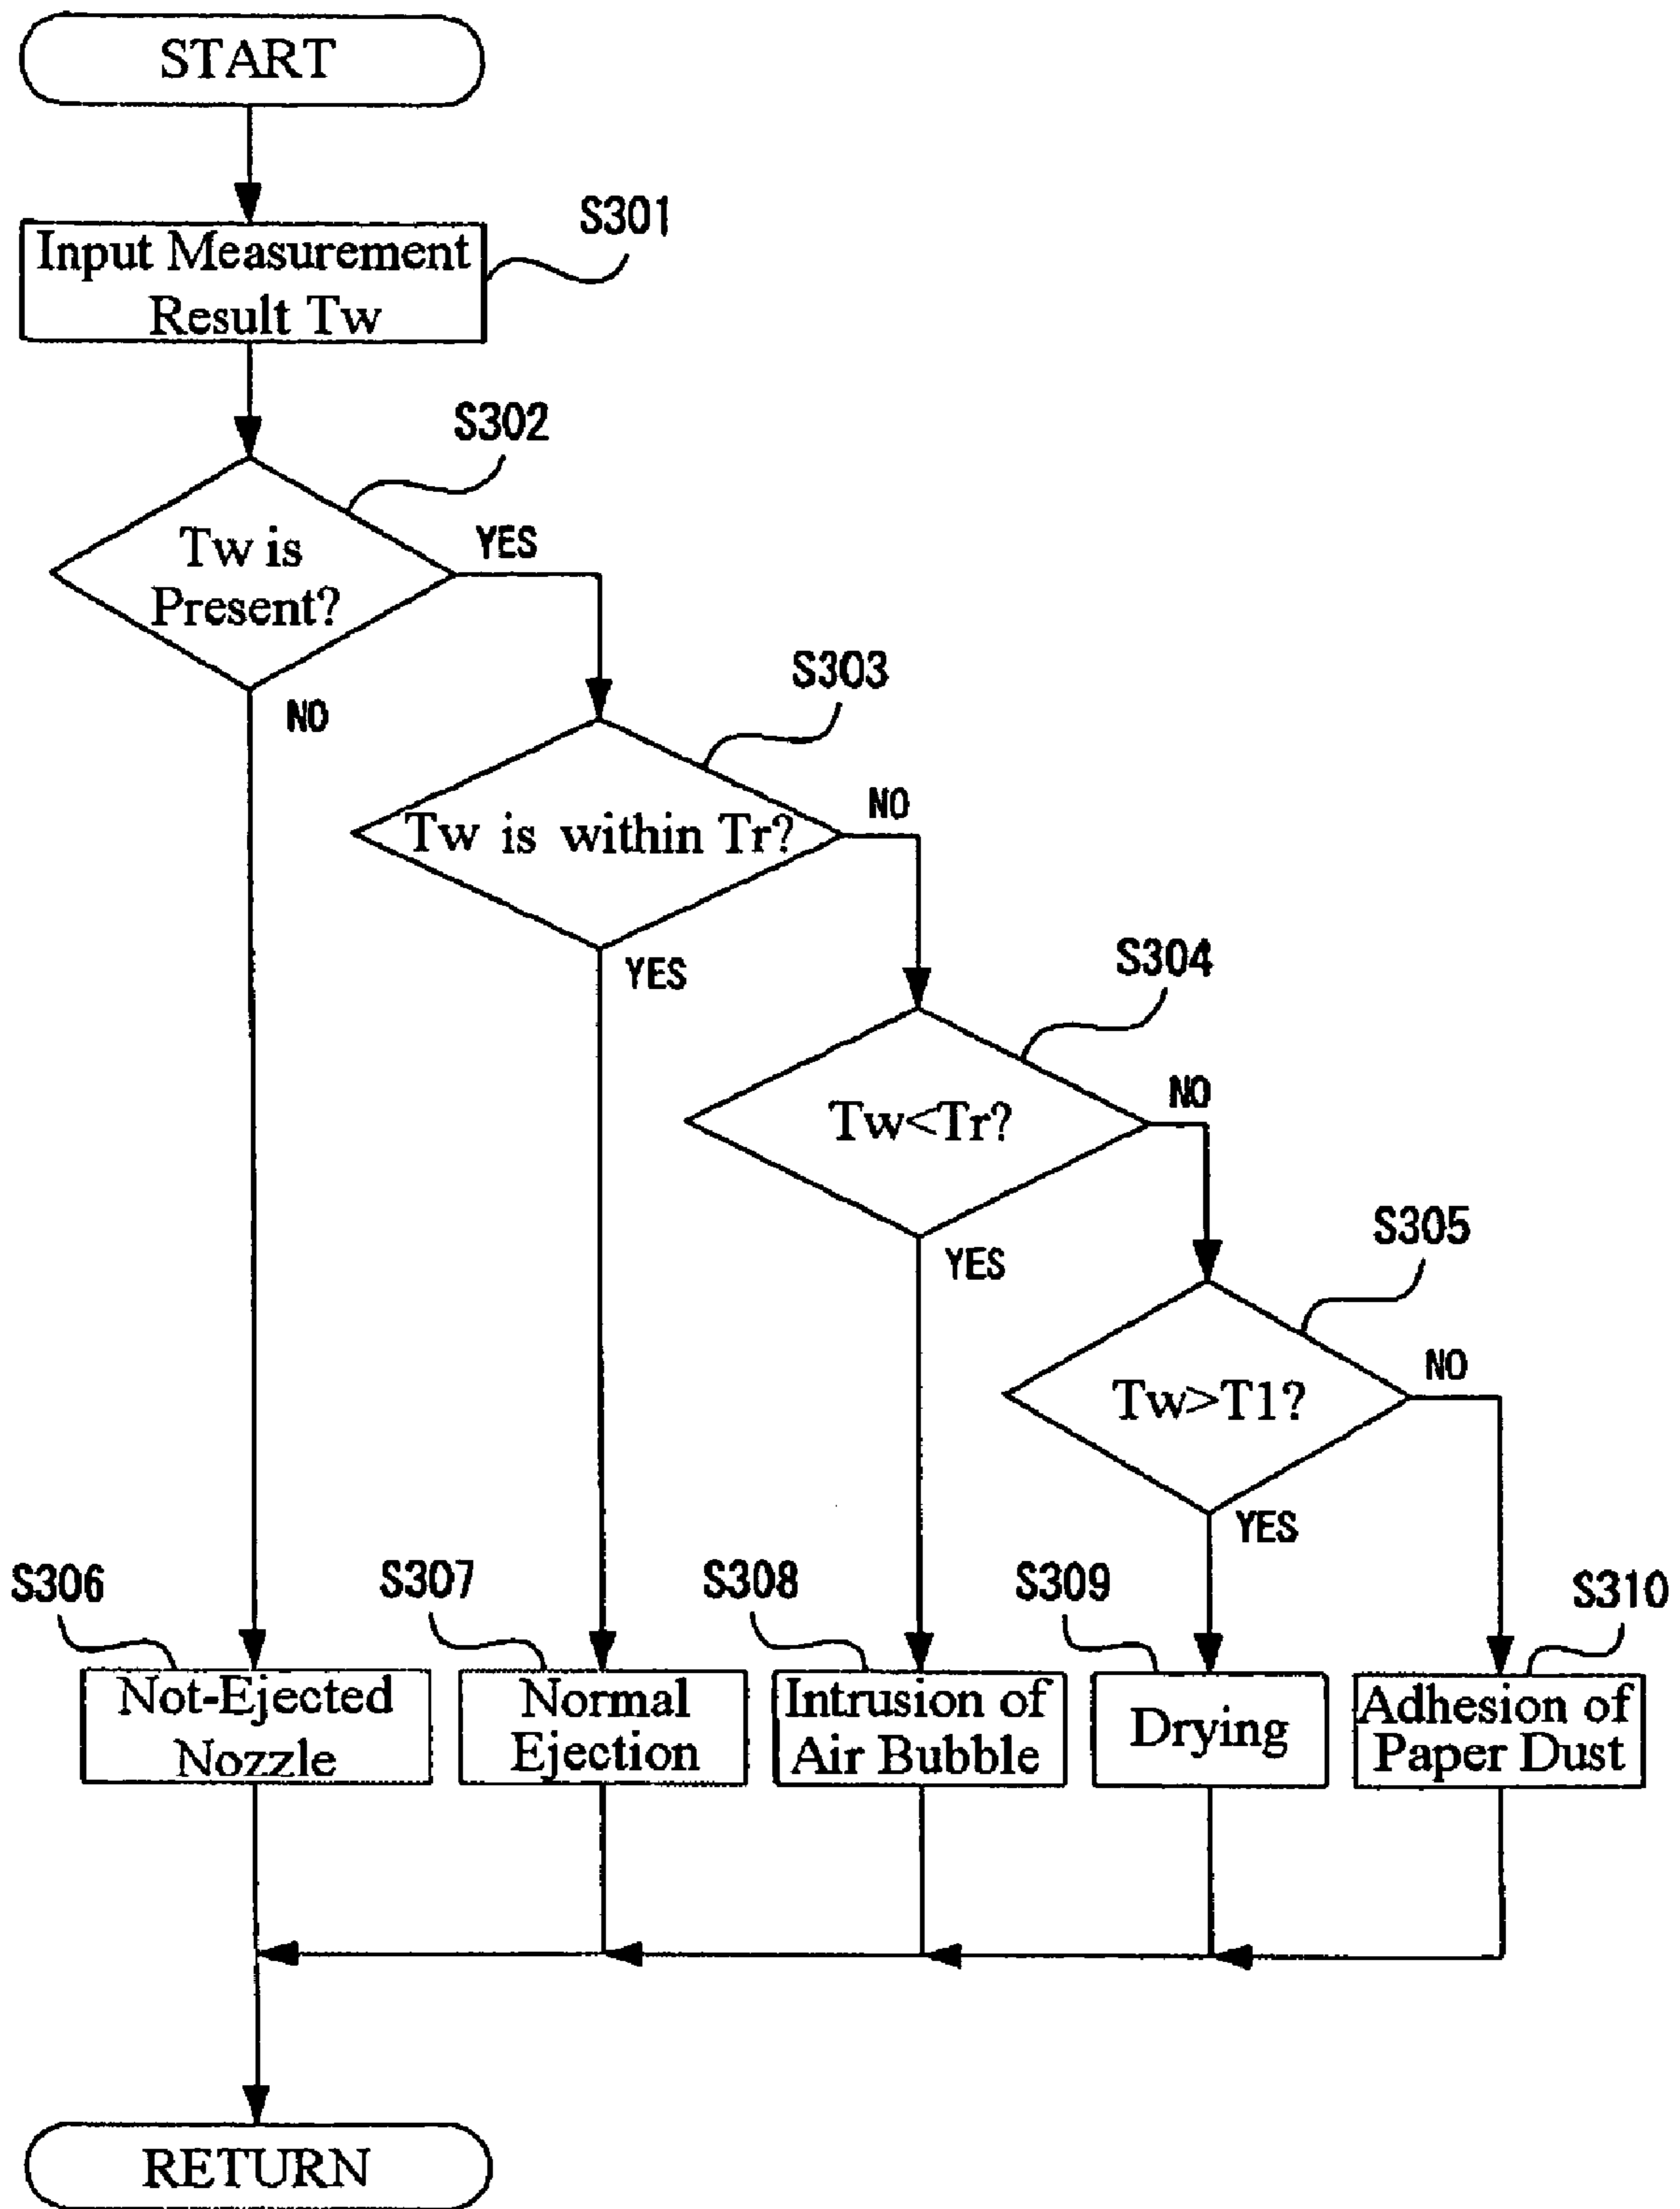 START
S301
Input Measurement
Result Tw
S302
Tw is
Present?
YES
NO
S303
Tw is within Tr?
NO
YES
S304
Tw<Tr?
NO
YES
S305
Tw>T1?
NO
YES
S306
S307
S308
S309
S310
Not-Ejected
Nozzle
Normal
Ejection
Intrusion of
Air Bubble
Drying
Adhesion of
Paper Dust
RETURN